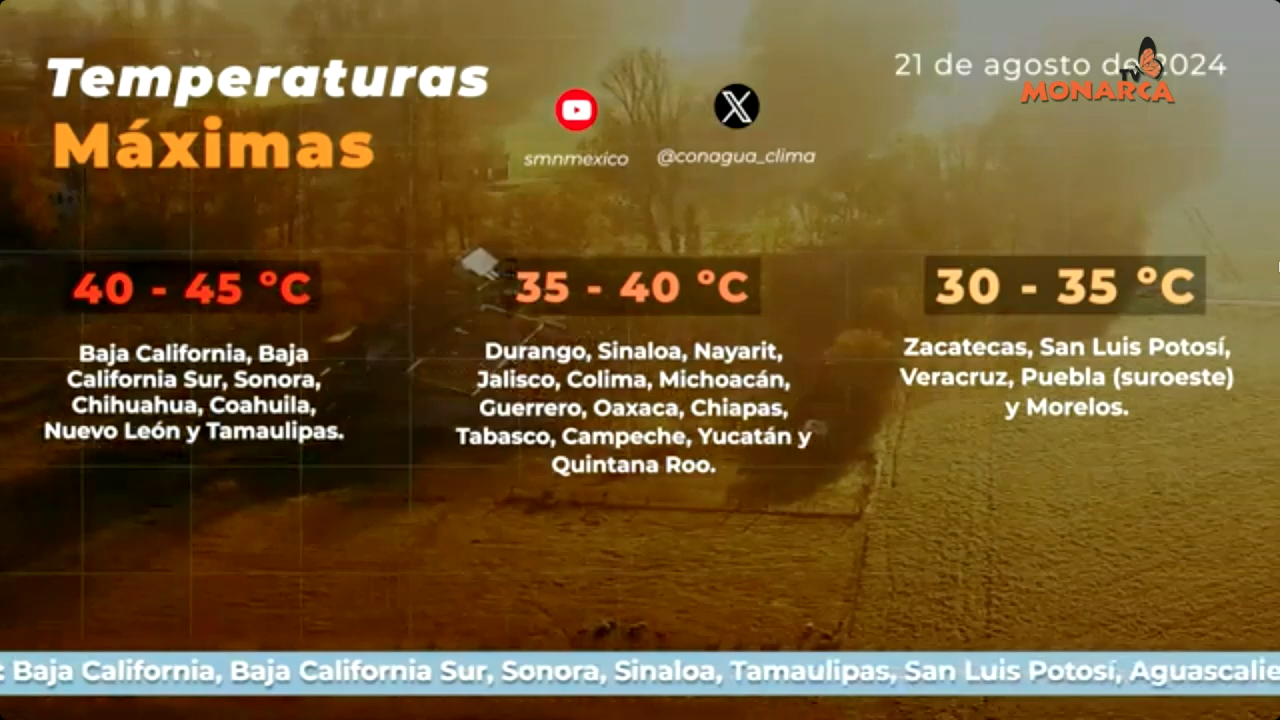 Temperaturas
Máximas
smnmexico
@conagua_clima
21 de agosto de 2024
TV
MONARCA
40 - 45 °C
Baja California, Baja
California Sur, Sonora,
Chihuahua, Coahuila,
Nuevo León y Tamaulipas.
35 - 40 °C
Durango, Sinaloa, Nayarit,
Jalisco, Colima, Michoacán,
Guerrero, Oaxaca, Chiapas,
Tabasco, Campeche, Yucatán y
Quintana Roo.
30 - 35 °C
Zacatecas, San Luis Potosí,
Veracruz, Puebla (suroeste)
y Morelos.
: Baja California, Baja California Sur, Sonora, Sinaloa, Tamaulipas, San Luis Potosí, Aguascalie